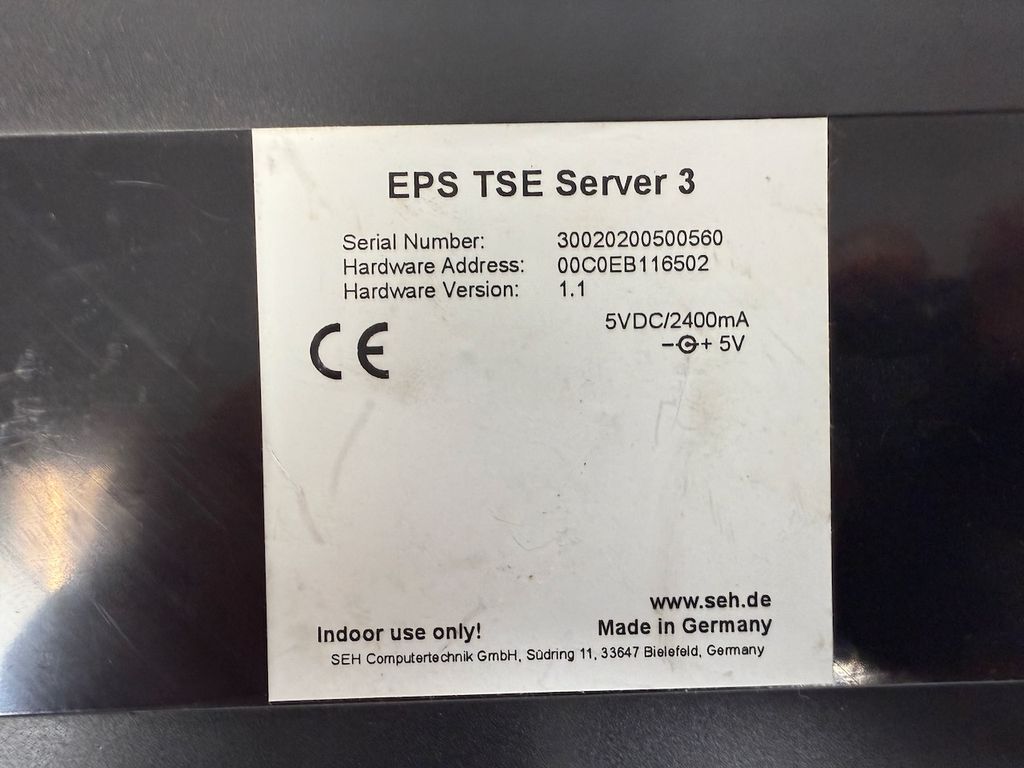 EPS TSE Server 3
Serial Number: 30020200500560
Hardware Address: 00C0EB116502
Hardware Version: 1.1
5VDC/2400mA
CE
+ 5V
www.seh.de
Indoor use only! Made in Germany
SEH Computertechnik GmbH, Südring 11, 33647 Bielefeld, Germany